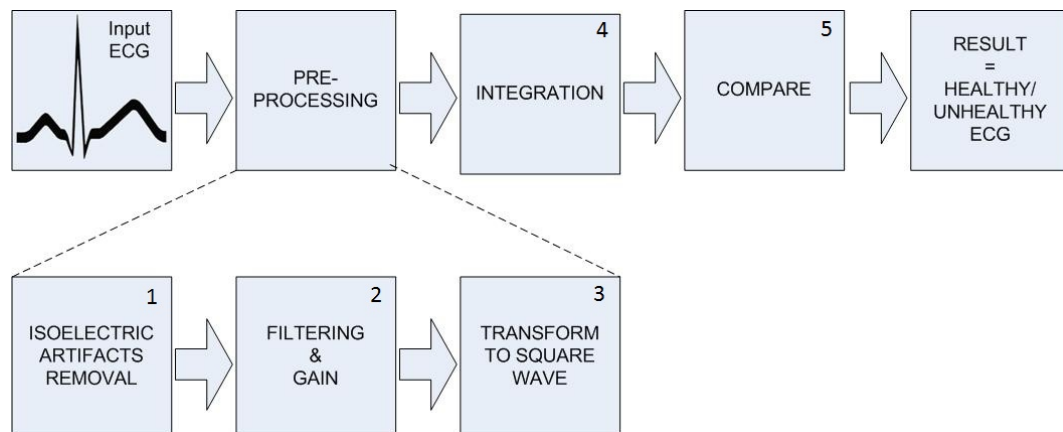 Input
ECG
PRE-
PROCESSING
4
INTEGRATION
5
COMPARE
RESULT
=
HEALTHY/
UNHEALTHY
ECG
1
ISOELECTRIC
ARTIFACTS
REMOVAL
2
FILTERING
&
GAIN
3
TRANSFORM
TO SQUARE
WAVE